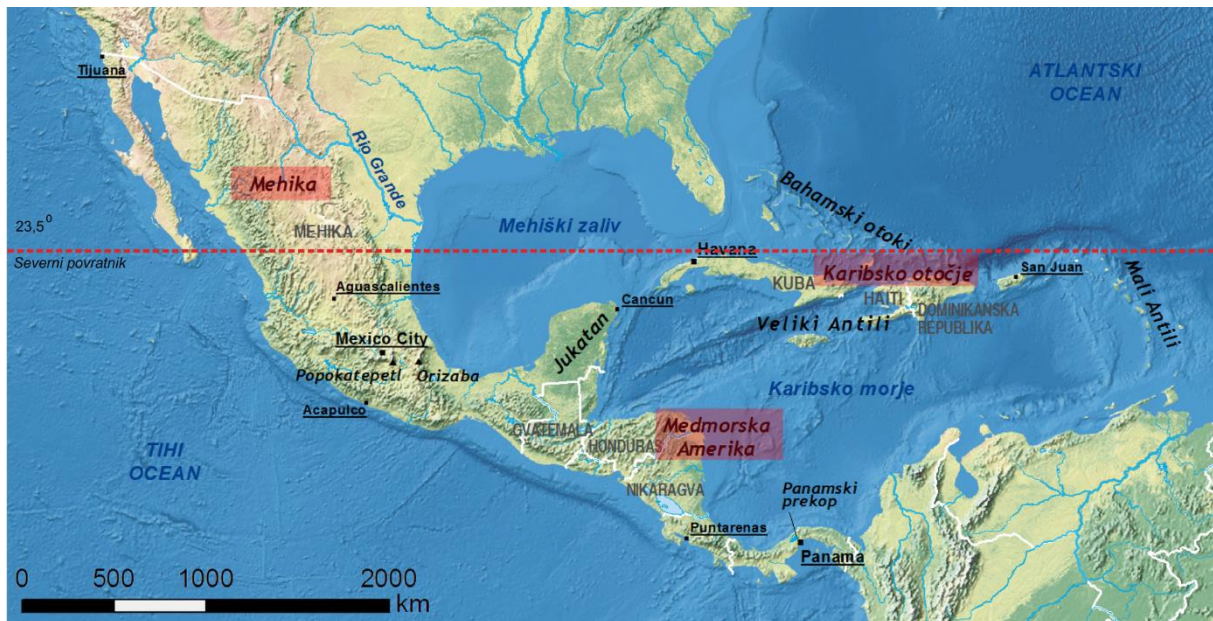 Tijuana
ATLANTSKI
OCEAN
Rio Grande
Mehika
Bahamski otoki
23,5⁰
Mehiški zaliv
MEHIKA
Severni povratnik
Havana
Karibsko otočje
San Juan
Mali Antili
KUBA
HAITI
DOMINIKANSKA
REPUBLIKA
Aguascalientes
Cancun
Veliki Antili
Jukatan
Mexico City
Popokatepetl
Orizaba
Karibsko morje
Acapulco
Medmorska
Amerika
GVATEMALA
HONDURAS
TIHI
OCEAN
NIKARAGVA
Panamski
prekop
Puntarenas
Panama
0 500 1000 2000
km